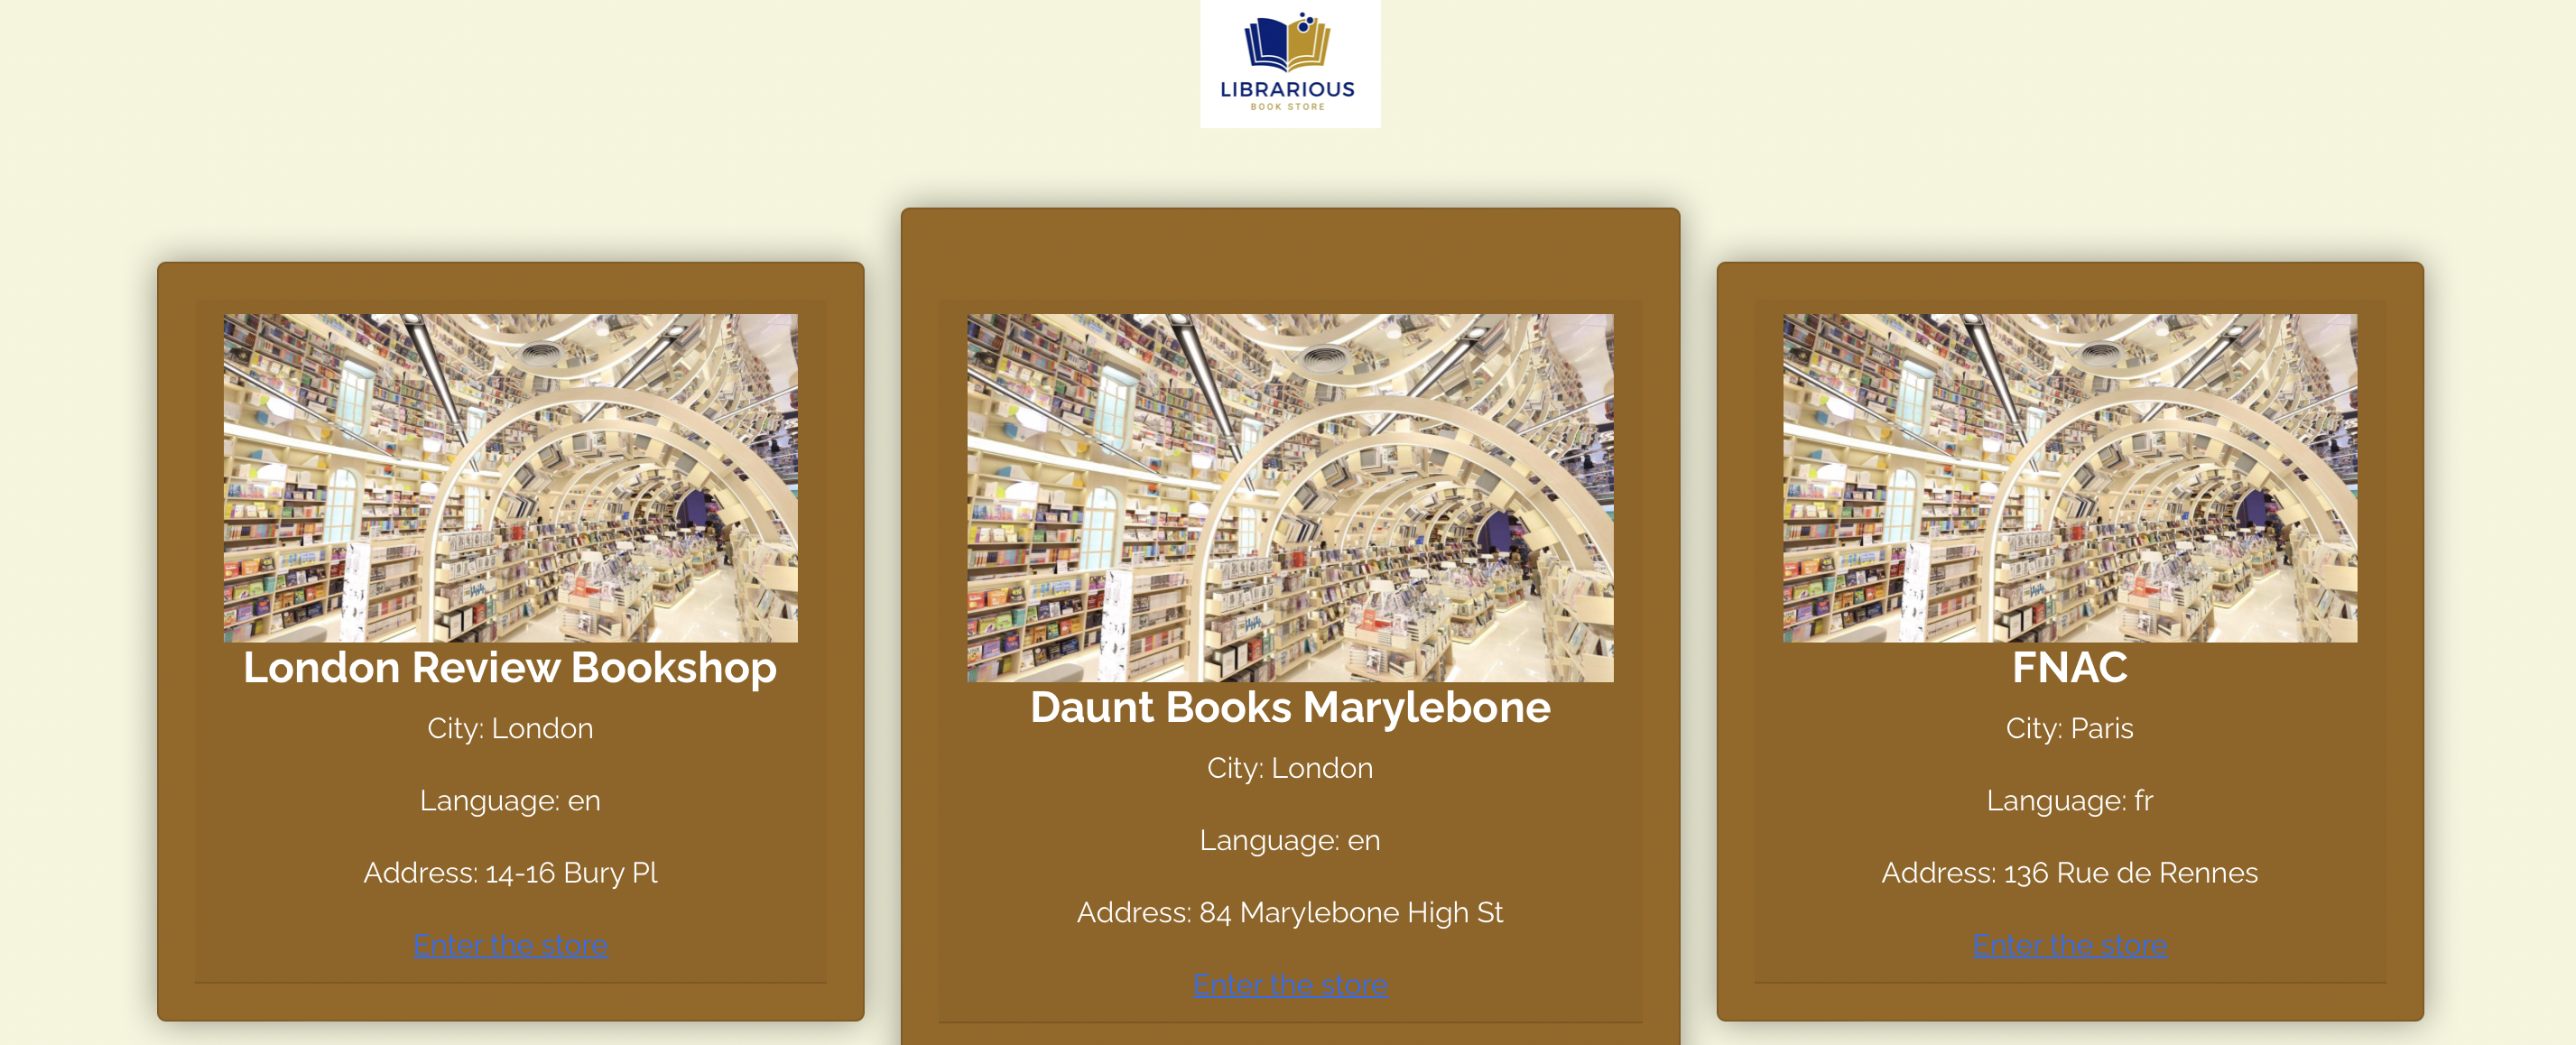 LIBRARIOUS
BOOK STORE
London Review Bookshop
City: London
Language: en
Address: 14-16 Bury Pl
Enter the store
Daunt Books Marylebone
City: London
Language: en
Address: 84 Marylebone High St
Enter the store
FNAC
City: Paris
Language: fr
Address: 136 Rue de Rennes
Enter the store